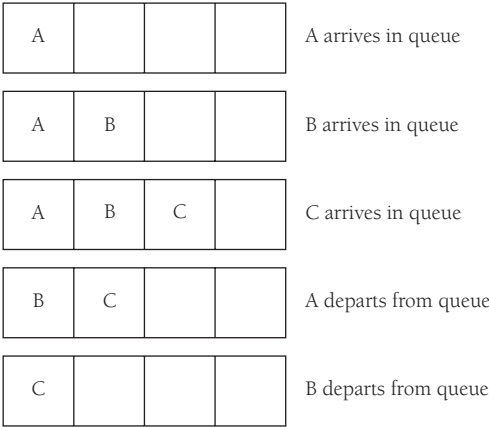 A A arrives in queue
A B B arrives in queue
A B C C arrives in queue
B C A departs from queue
C B departs from queue